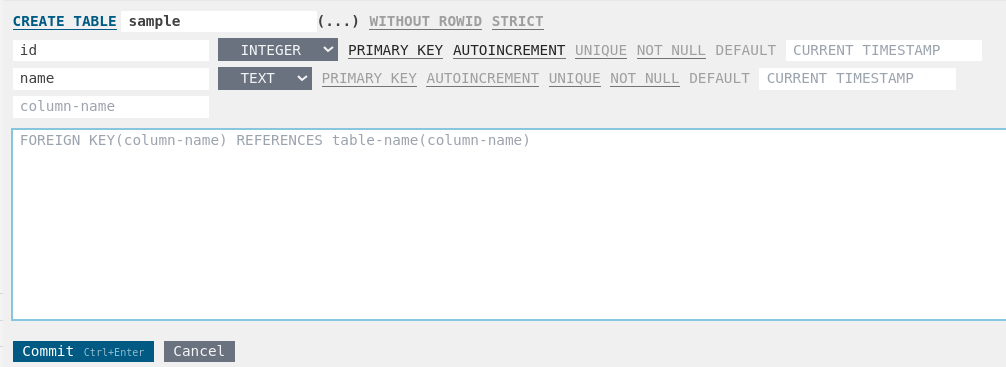 CREATE TABLE sample (...) WITHOUT ROWID STRICT
id INTEGER PRIMARY KEY AUTOINCREMENT UNIQUE NOT NULL DEFAULT CURRENT TIMESTAMP
name TEXT PRIMARY KEY AUTOINCREMENT UNIQUE NOT NULL DEFAULT CURRENT TIMESTAMP
column-name
FOREIGN KEY(column-name) REFERENCES table-name(column-name)
Commit Ctrl+Enter Cancel